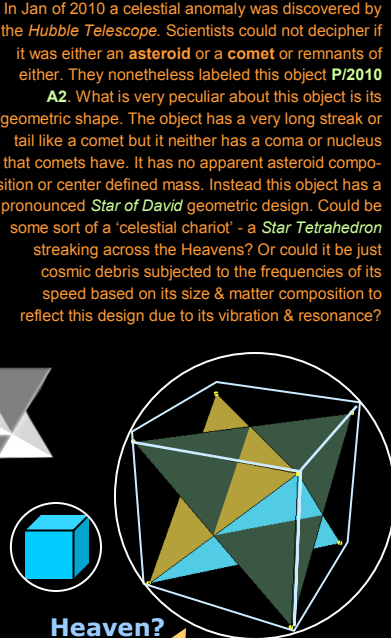 In Jan of 2010 a celestial anomaly was discovered by
the Hubble Telescope. Scientists could not decipher if
it was either an asteroid or a comet or remnants of
either. They nonetheless labeled this object P/2010
A2. What is very peculiar about this object is its
geometric shape. The object has a very long streak or
tail like a comet but it neither has a coma or nucleus
that comets have. It has no apparent asteroid compo-
sition or center defined mass. Instead this object has a
pronounced Star of David geometric design. Could be
some sort of a ‘celestial chariot’ - a Star Tetrahedron
streaking across the Heavens? Or could it be just
cosmic debris subjected to the frequencies of its
speed based on its size & matter composition to
reflect this design due to its vibration & resonance?
Heaven?